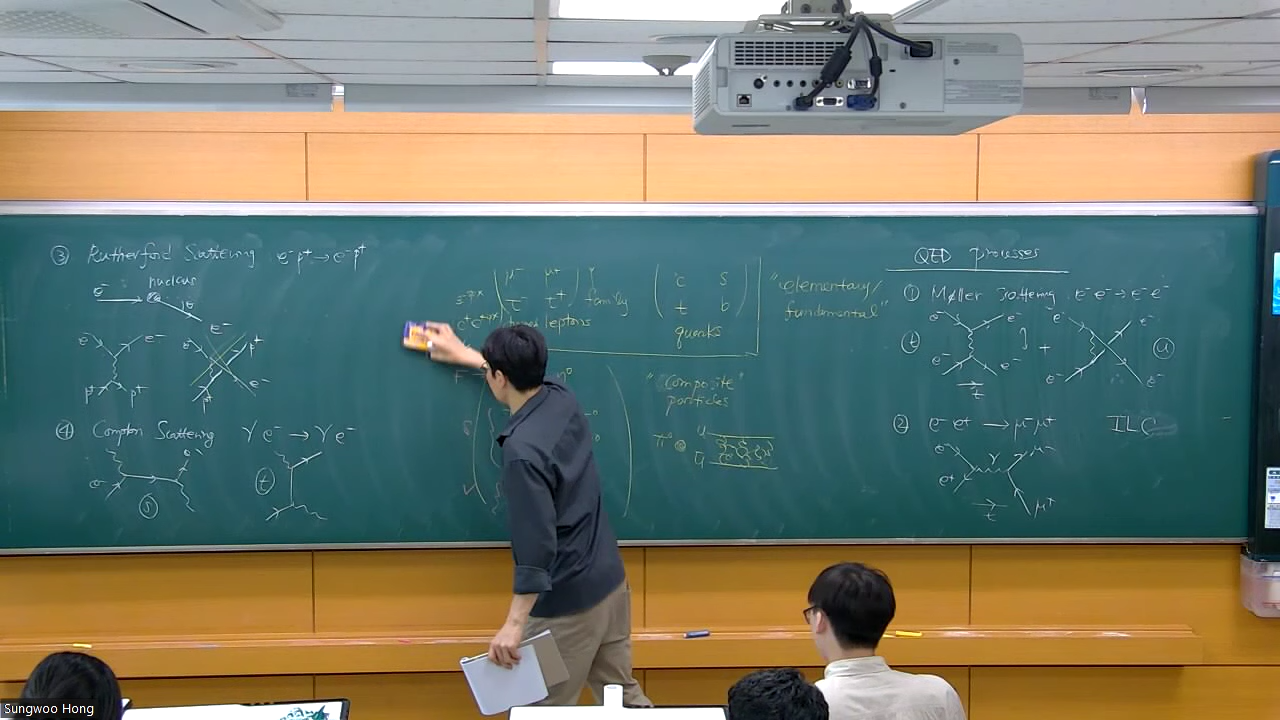 ③ Rutherford Scattering e⁻p⁺→e⁻p⁺
nucleus
e⁻
e⁻ e⁻ e⁻ e⁻ p⁺
p⁺ p⁺ p⁺ e⁻
④ Compton Scattering γe⁻→γe⁻
e⁻ e⁻
ⓢ ⓣ
μ⁻ μ⁺
τ⁻ τ⁺ family
leptons
c s
t b
quarks
"elementary/
fundamental"
"Composite"
particles
π⁰ u
ū
QED processes
① Møller Scattering e⁻e⁻→e⁻e⁻
ⓣ e⁻ e⁻ + e⁻ e⁻ ⓤ
e⁻ e⁻ e⁻ e⁻
t
② e⁻e⁺→μ⁻μ⁺ ILC
e⁻ γ μ⁻
e⁺ μ⁺
t
Sungwoo Hong